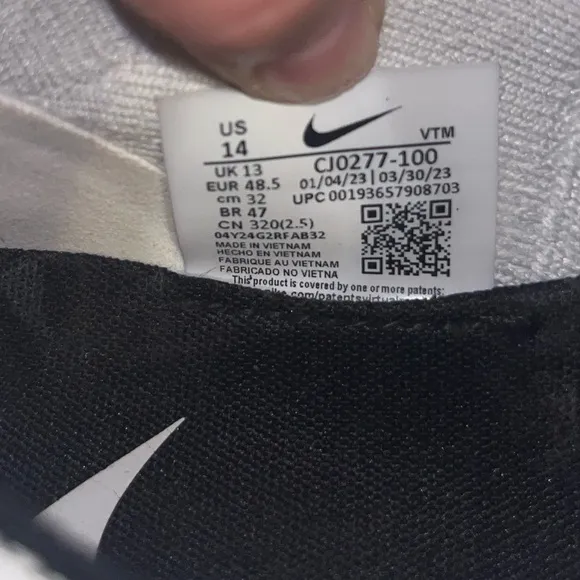 US
14
VTM
UK 13
CJ0277-100
EUR 48.5
01/04/23 | 03/30/23
cm 32
UPC 00193657908703
BR 47
CN 320(2.5)
04Y24G2RFAB32
MADE IN VIETNAM
HECHO EN VIETNAM
FABRIQUE AU VIETNAM
FABRICADO NO VIETNA
This product is covered by one or more patents: